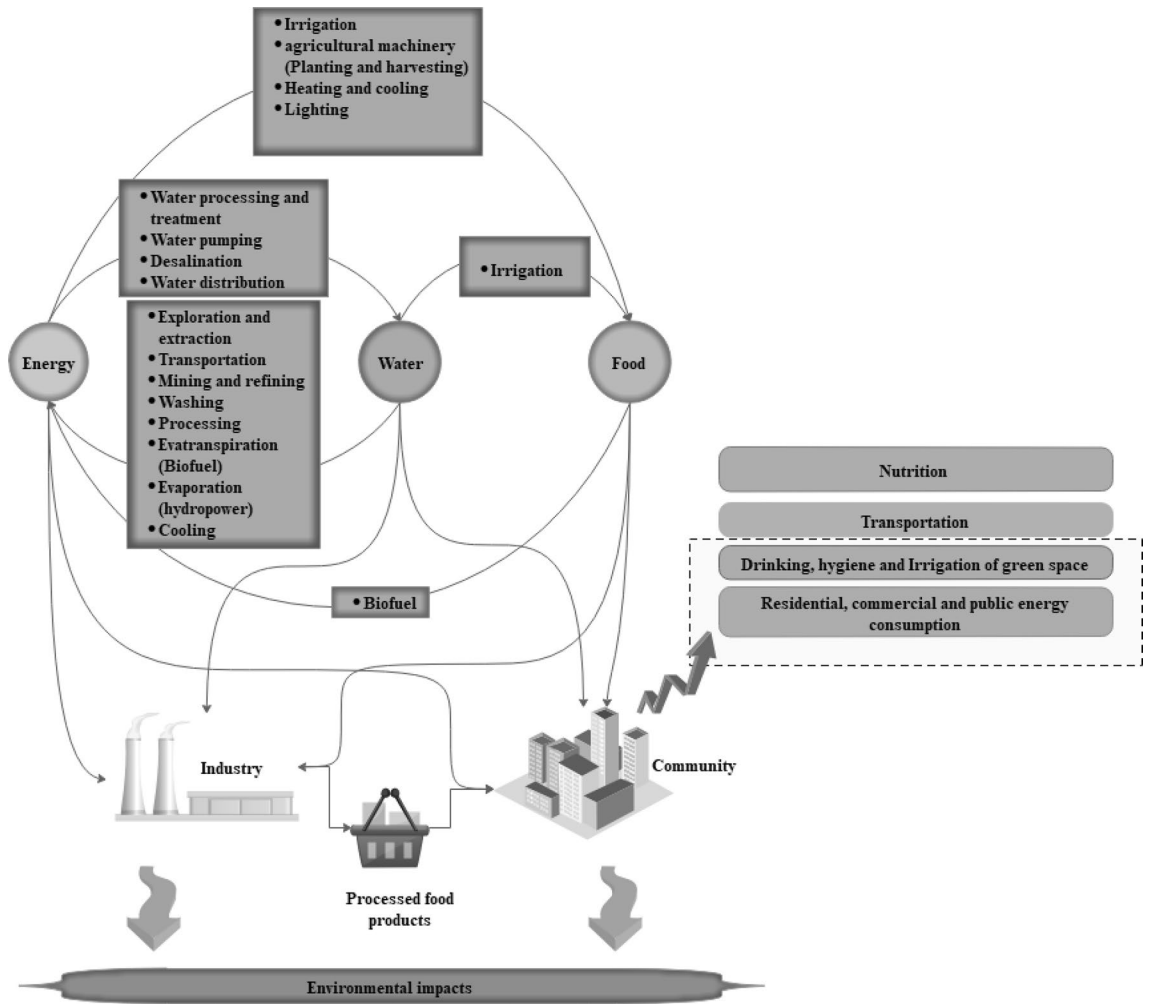 • Irrigation
• agricultural machinery
(Planting and harvesting)
• Heating and cooling
• Lighting
• Water processing and
treatment
• Water pumping
• Desalination
• Water distribution
• Irrigation
• Exploration and
extraction
• Transportation
• Mining and refining
• Washing
• Processing
• Evatranspiration
(Biofuel)
• Evaporation
(hydropower)
• Cooling
Energy
Water
Food
• Biofuel
Nutrition
Transportation
Drinking, hygiene and Irrigation of green space
Residential, commercial and public energy
consumption
Industry
Community
Processed food
products
Environmental impacts